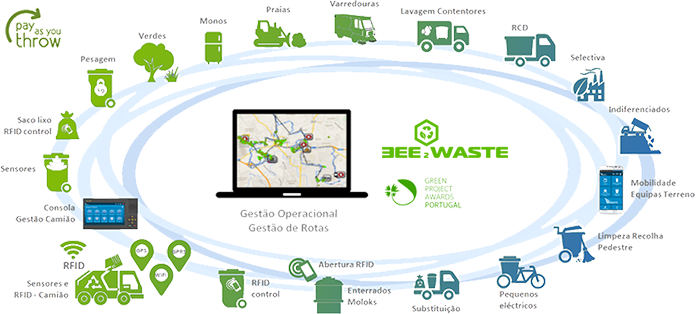 pay
as you
throw
Praias
Varredouras
Lavagem Contentores
Monos
RCD
Verdes
Selectiva
Pesagem
Indiferenciados
Saco lixo
RFID control
BEE2WASTE
Sensores
GREEN
PROJECT
AWARDS
PORTUGAL
Mobilidade
Equipas Terreno
Consola
Gestão Camião
Gestão Operacional
Gestão de Rotas
Limpeza Recolha
Pedestre
RFID
GPS
GPRS
WiFi
Abertura RFID
Sensores e
RFID - Camião
RFID
control
Enterrados
Moloks
Substituição
Pequenos
eléctricos